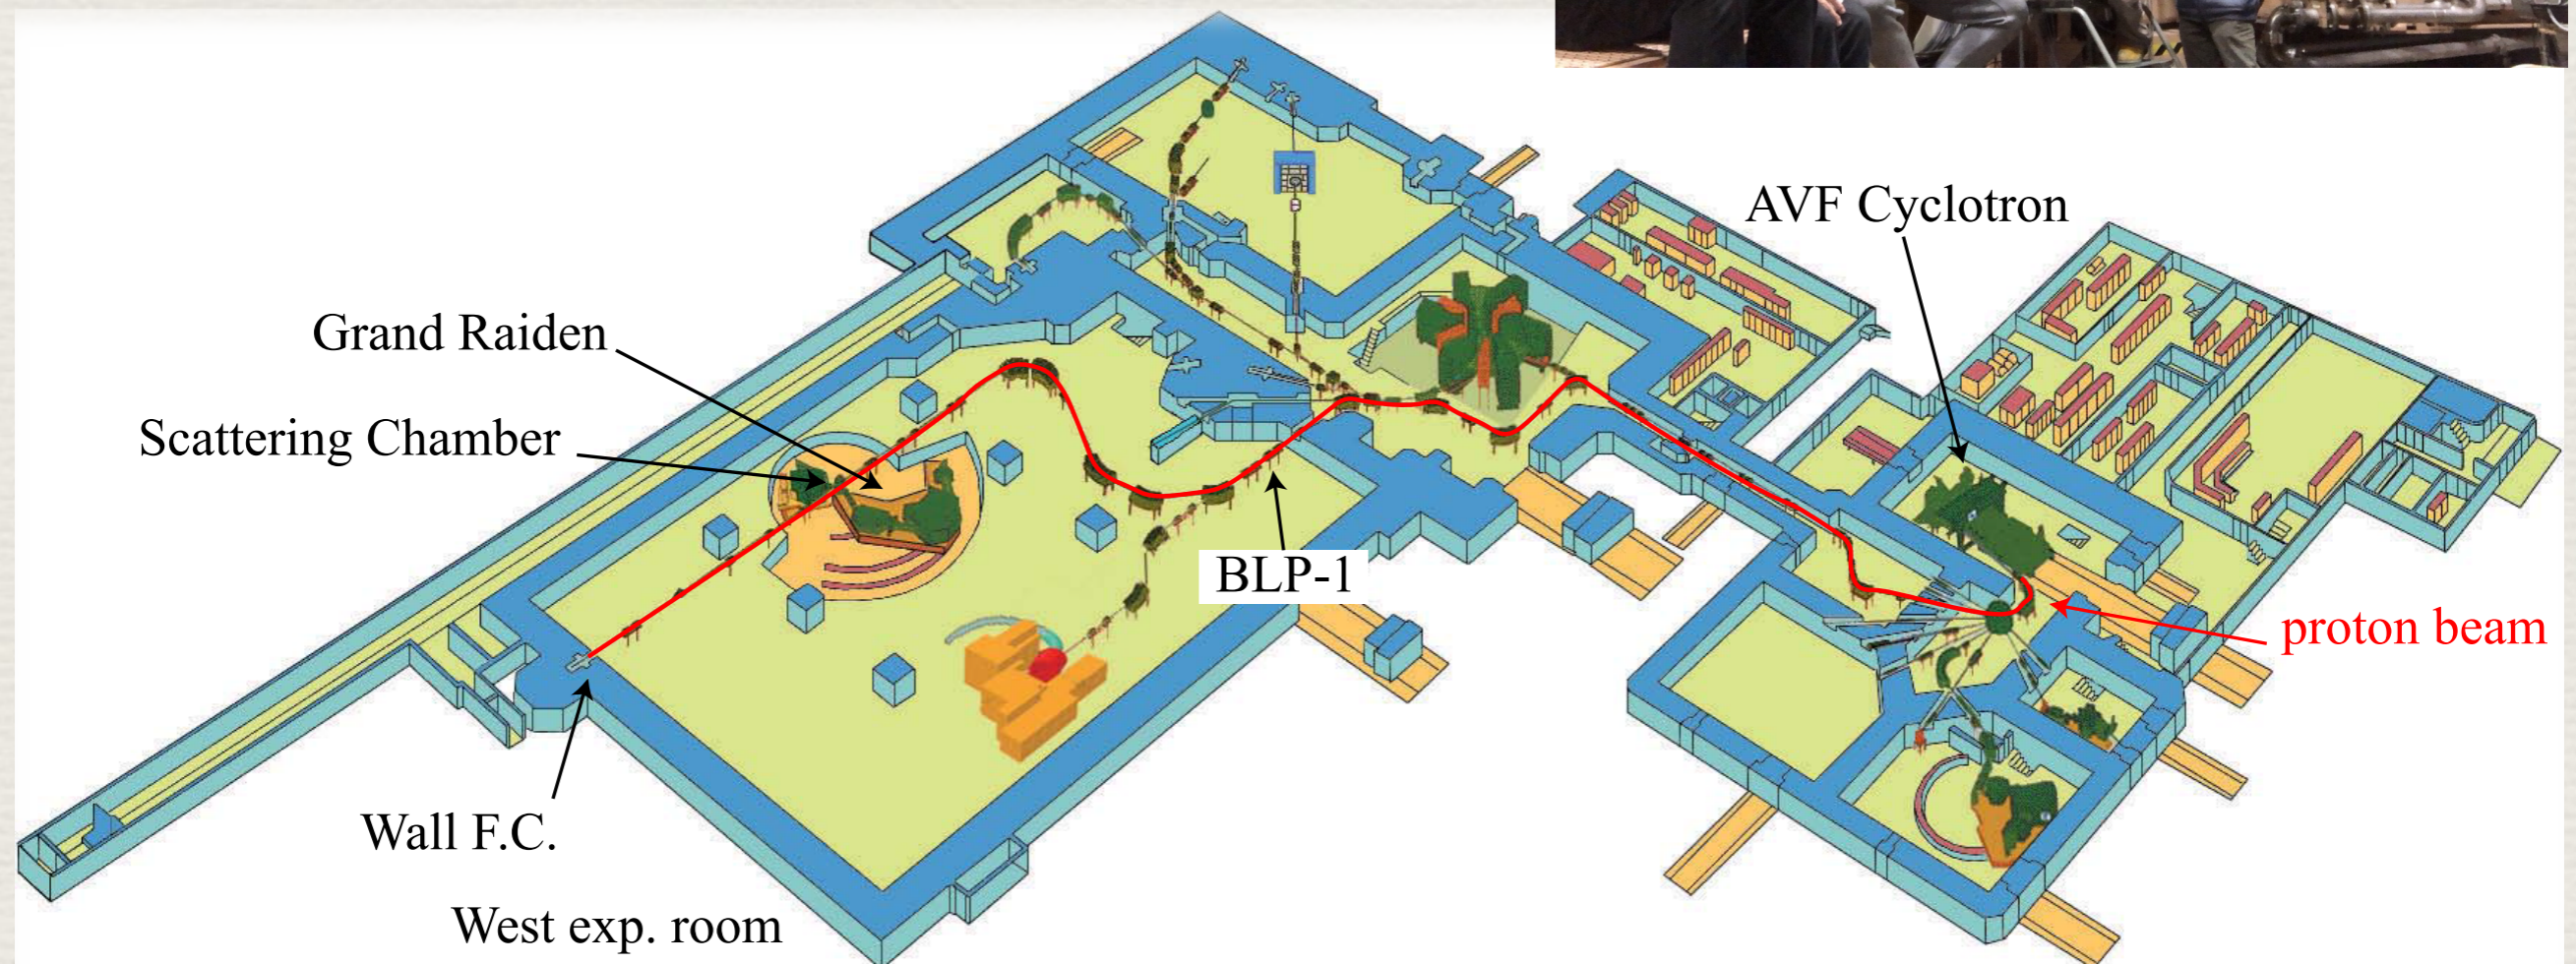 AVF Cyclotron
Grand Raiden
Scattering Chamber
BLP-1
proton beam
Wall F.C.
West exp. room